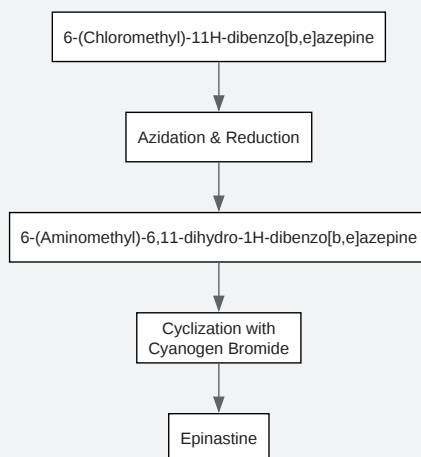 6-(Chloromethyl)-11H-dibenzo[b,e]azepine
Azidation & Reduction
6-(Aminomethyl)-6,11-dihydro-1H-dibenzo[b,e]azepine
Cyclization with
Cyanogen Bromide
Epinastine